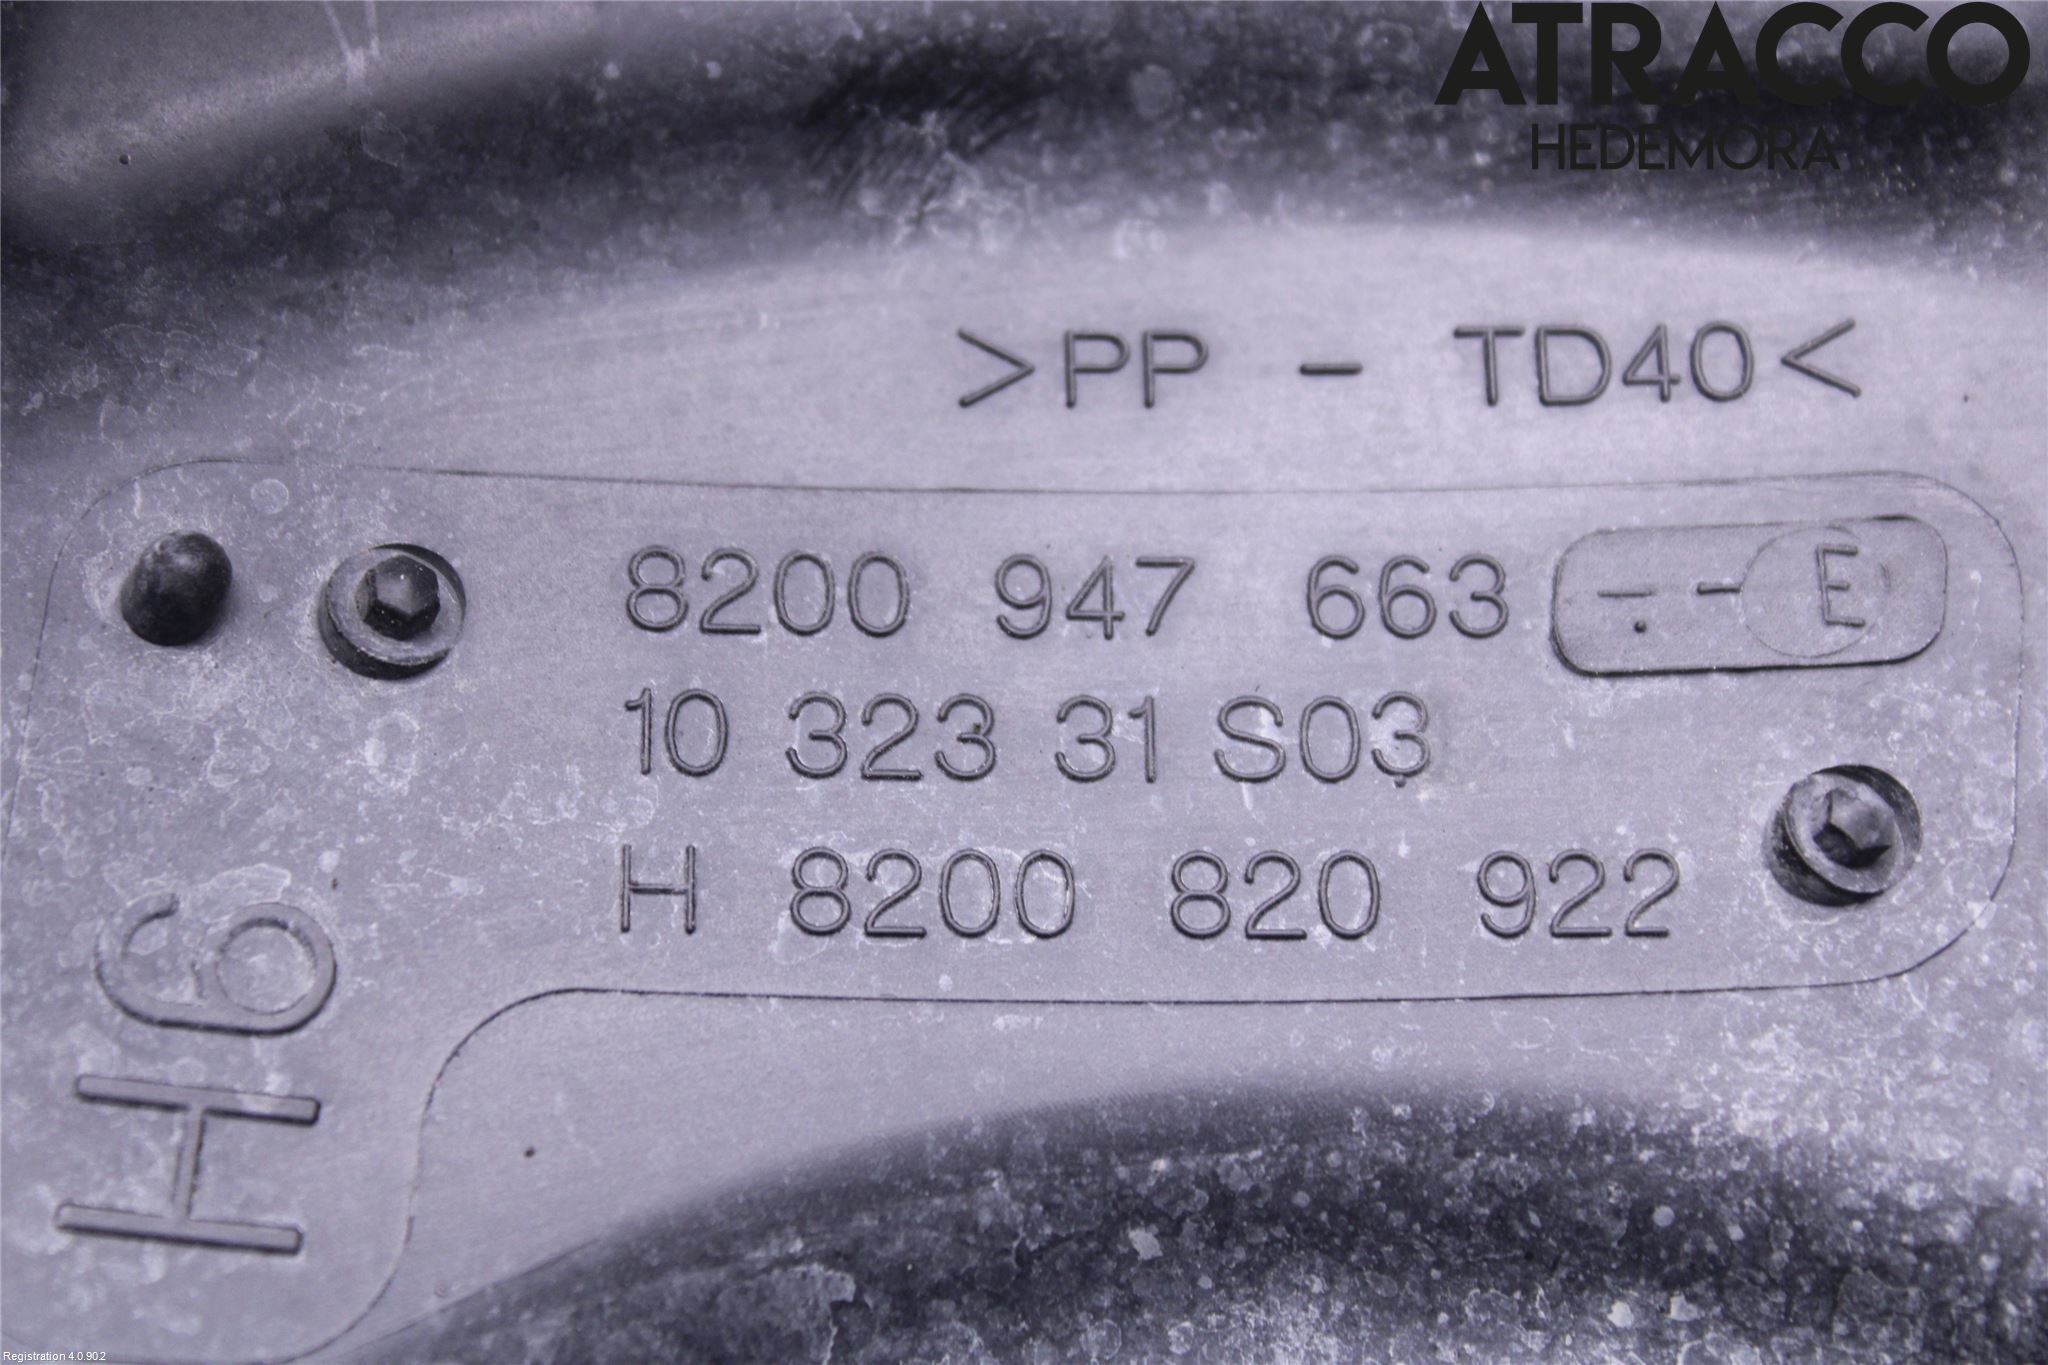 ATRACCO
HEDEMORA
>PP - TD40<
8200 947 663 --E
10 323 31 S03
H 8200 820 922
H6
Registration 4.0.902